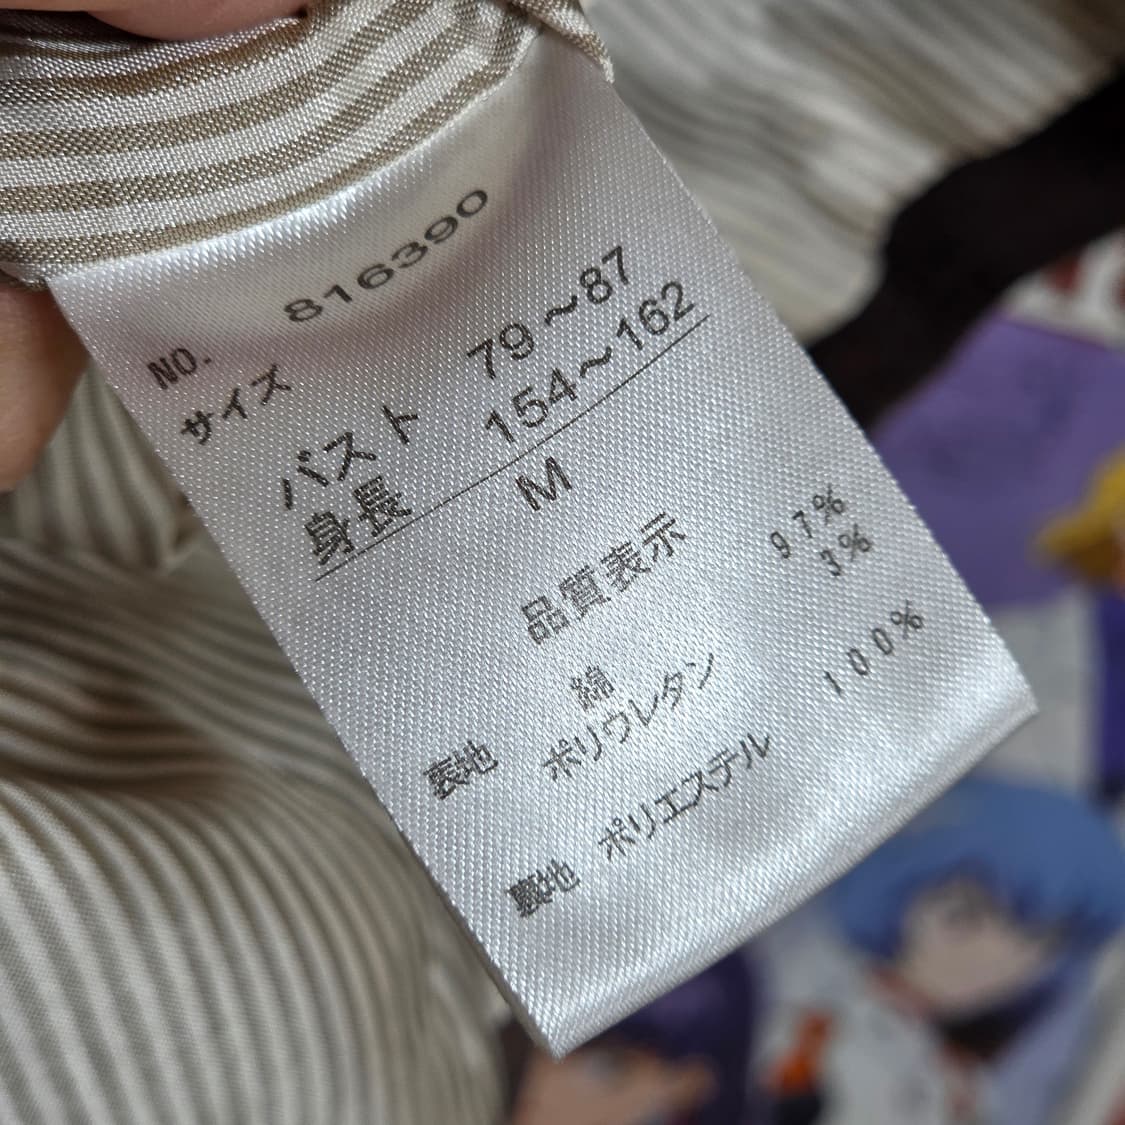 NO. 816390
サイズ
バスト 79～87
身長 154～162
M
品質表示
表地 綿 97%
ポリウレタン 3%
裏地 ポリエステル 100%